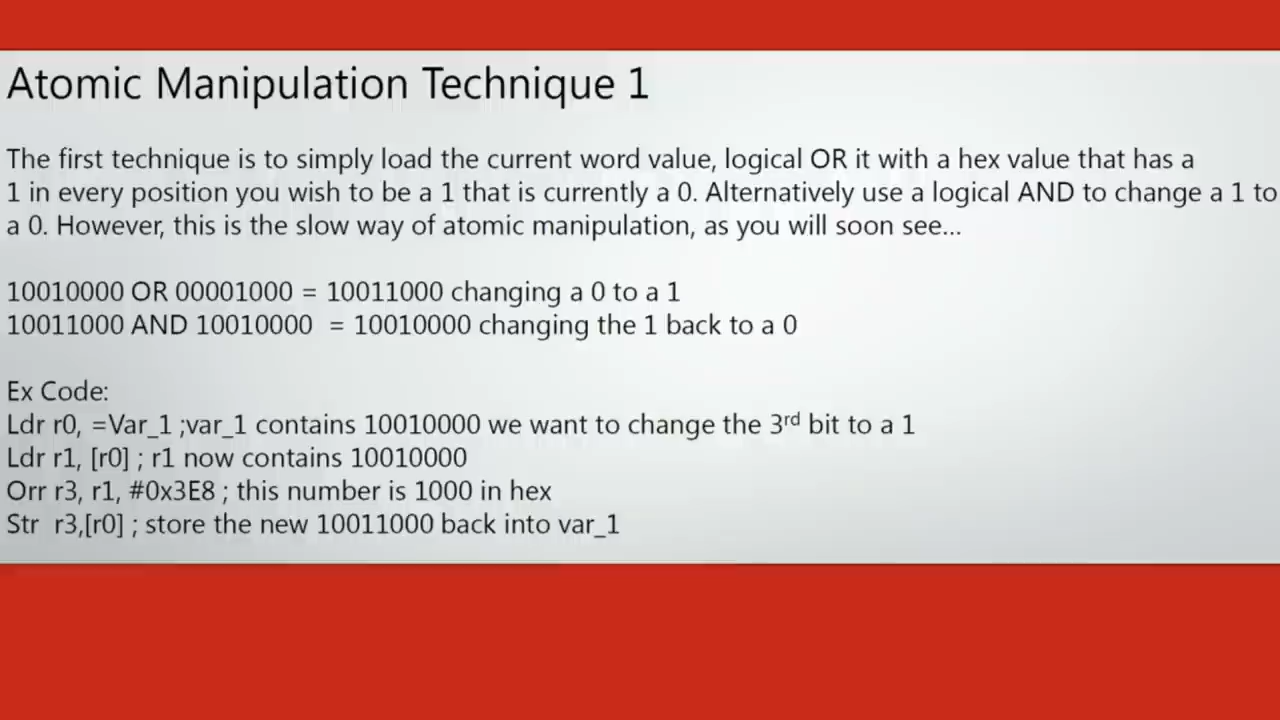 Atomic Manipulation Technique 1
The first technique is to simply load the current word value, logical OR it with a hex value that has a
1 in every position you wish to be a 1 that is currently a 0. Alternatively use a logical AND to change a 1 to
a 0. However, this is the slow way of atomic manipulation, as you will soon see...
10010000 OR 00001000 = 10011000 changing a 0 to a 1
10011000 AND 10010000 = 10010000 changing the 1 back to a 0
Ex Code:
Ldr r0, =Var_1 ;var_1 contains 10010000 we want to change the 3rd bit to a 1
Ldr r1, [r0] ; r1 now contains 10010000
Orr r3, r1, #0x3E8 ; this number is 1000 in hex
Str r3,[r0] ; store the new 10011000 back into var_1